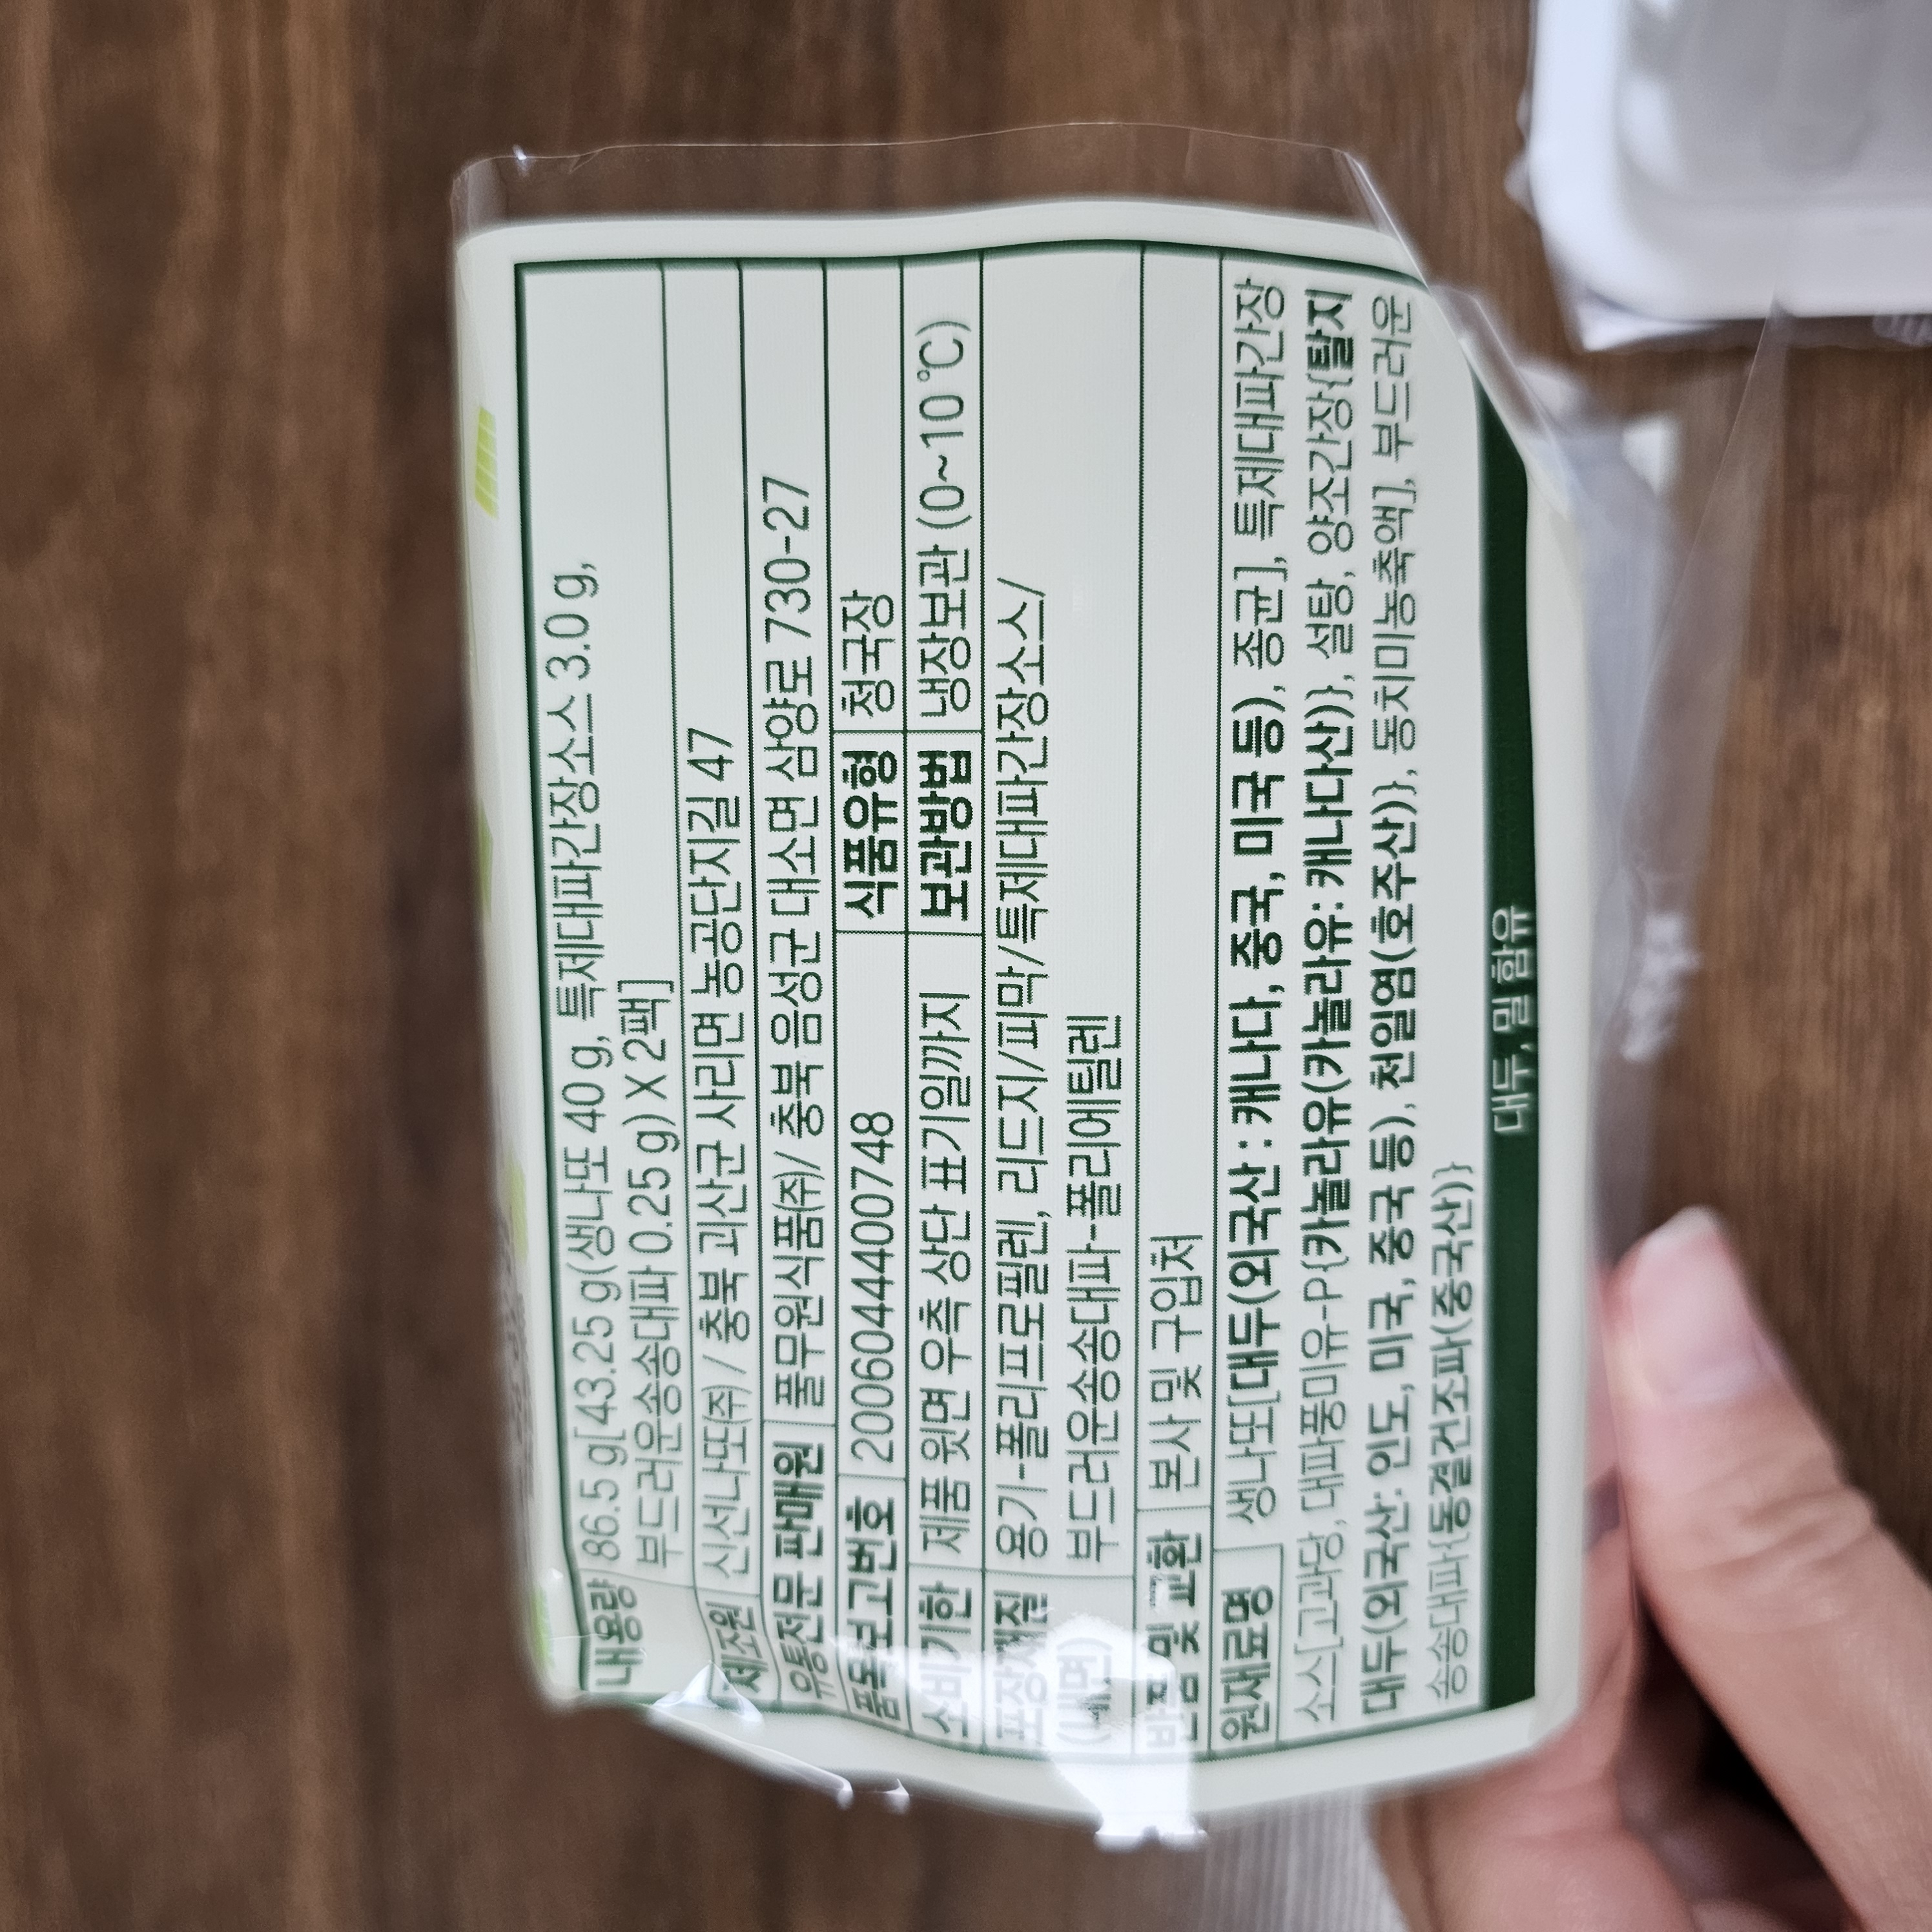 내용량 86.5 g[43.25 g(생나또 40 g, 특제대파간장소스 3.0 g,
부드러운송송대파 0.25 g) X 2팩]
제조원 신선나또㈜ / 충북 괴산군 사리면 농공단지길 47
유통전문 판매원 풀무원식품㈜/ 충북 음성군 대소면 삼양로 730-27
품목보고번호 20060444400748 식품유형 청국장
소비기한 제품 윗면 우측 상단 표기일까지 보관방법 냉장보관 (0~10 ℃)
포장재질 용기-폴리프로필렌, 리드지/피막/특제대파간장소스/
(내면) 부드러운송송대파-폴리에틸렌
반품 및 교환 본사 및 구입처
원재료명 생나또[대두(외국산 : 캐나다, 중국, 미국 등), 종균], 특제대파간장
소스[고과당, 대파풍미유-P{카놀라유(카놀라유: 캐나다산)}, 설탕, 양조간장{탈지
대두(외국산: 인도, 미국, 중국 등), 천일염(호주산)}, 동치미농축액], 부드러운
송송대파{동결건조파(중국산)}
대두, 밀 함유